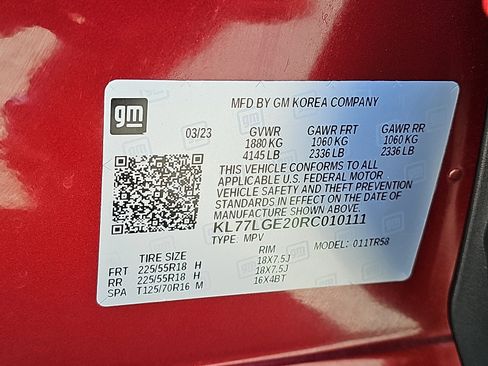 MFD BY GM KOREA COMPANY
gm
03/23 GVWR GAWR FRT GAWR RR
1880 KG 1060 KG 1060 KG
4145 LB 2336 LB 2336 LB
THIS VEHICLE CONFORMS TO ALL
APPLICABLE U.S. FEDERAL MOTOR
VEHICLE SAFETY AND THEFT PREVENTION
STANDARDS IN EFFECT ON THE DATE OF
MANUFACTURE SHOWN ABOVE.
KL77LGE20RC010111
TYPE: MPV MODEL: 011TR58
TIRE SIZE RIM
FRT 225/55R18 H 18X7.5J
RR 225/55R18 H 18X7.5J
SPA T125/70R16 M 16X4BT